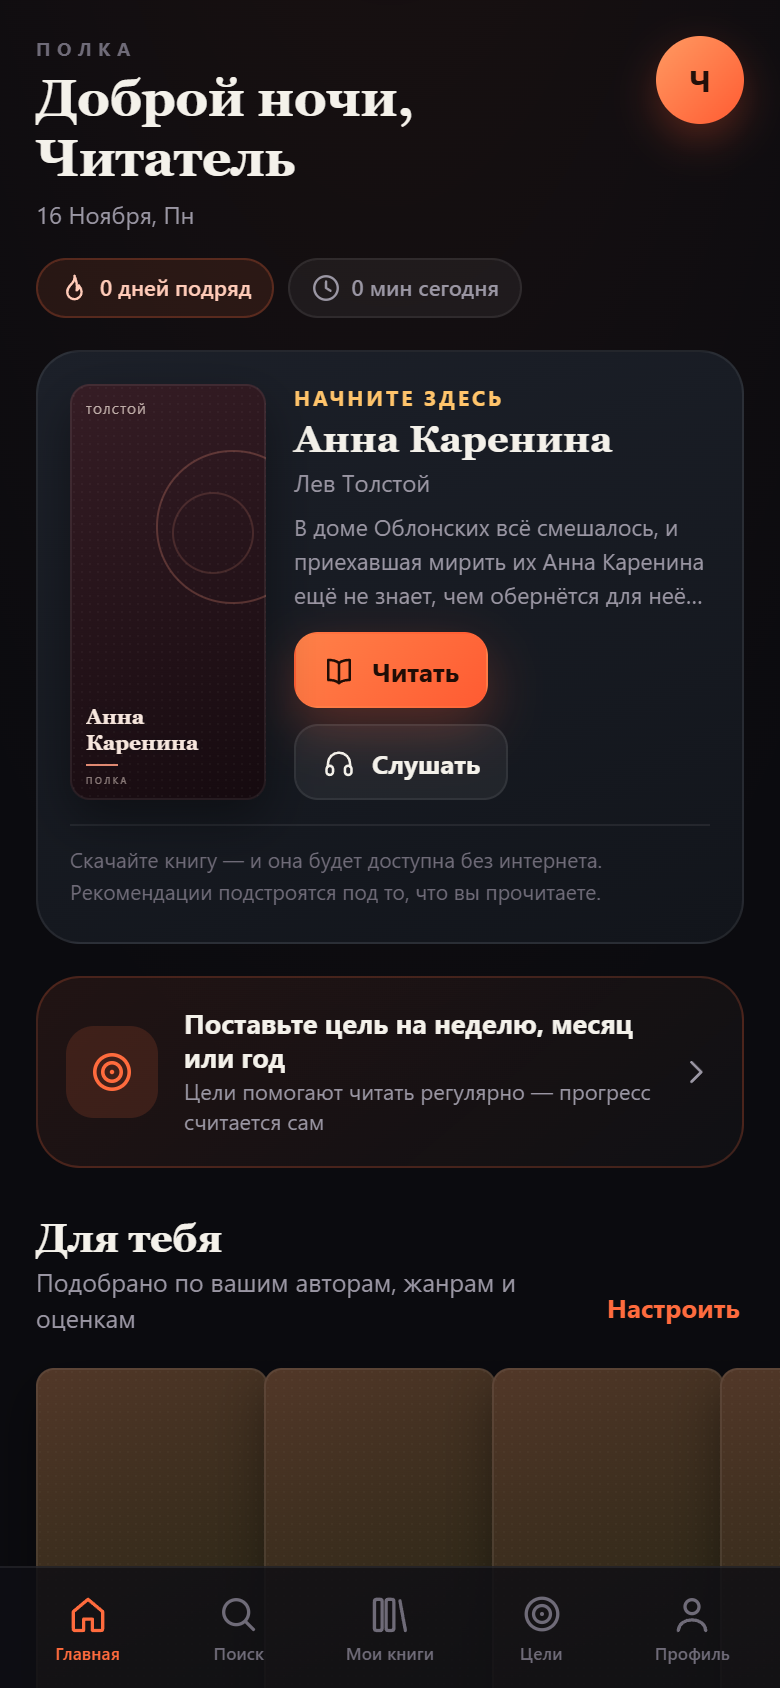 ПОЛКА
Доброй ночи,
Читатель
Ч
16 Ноября, Пн
0 дней подряд
0 мин сегодня
ТОЛСТОЙ
Анна
Каренина
ПОЛКА
НАЧНИТЕ ЗДЕСЬ
Анна Каренина
Лев Толстой
В доме Облонских всё смешалось, и
приехавшая мирить их Анна Каренина
ещё не знает, чем обернётся для неё…
Читать
Слушать
Скачайте книгу — и она будет доступна без интернета.
Рекомендации подстроятся под то, что вы прочитаете.
Поставьте цель на неделю, месяц
или год
Цели помогают читать регулярно — прогресс
считается сам
Для тебя
Подобрано по вашим авторам, жанрам и
оценкам
Настроить
Главная
Поиск
Мои книги
Цели
Профиль